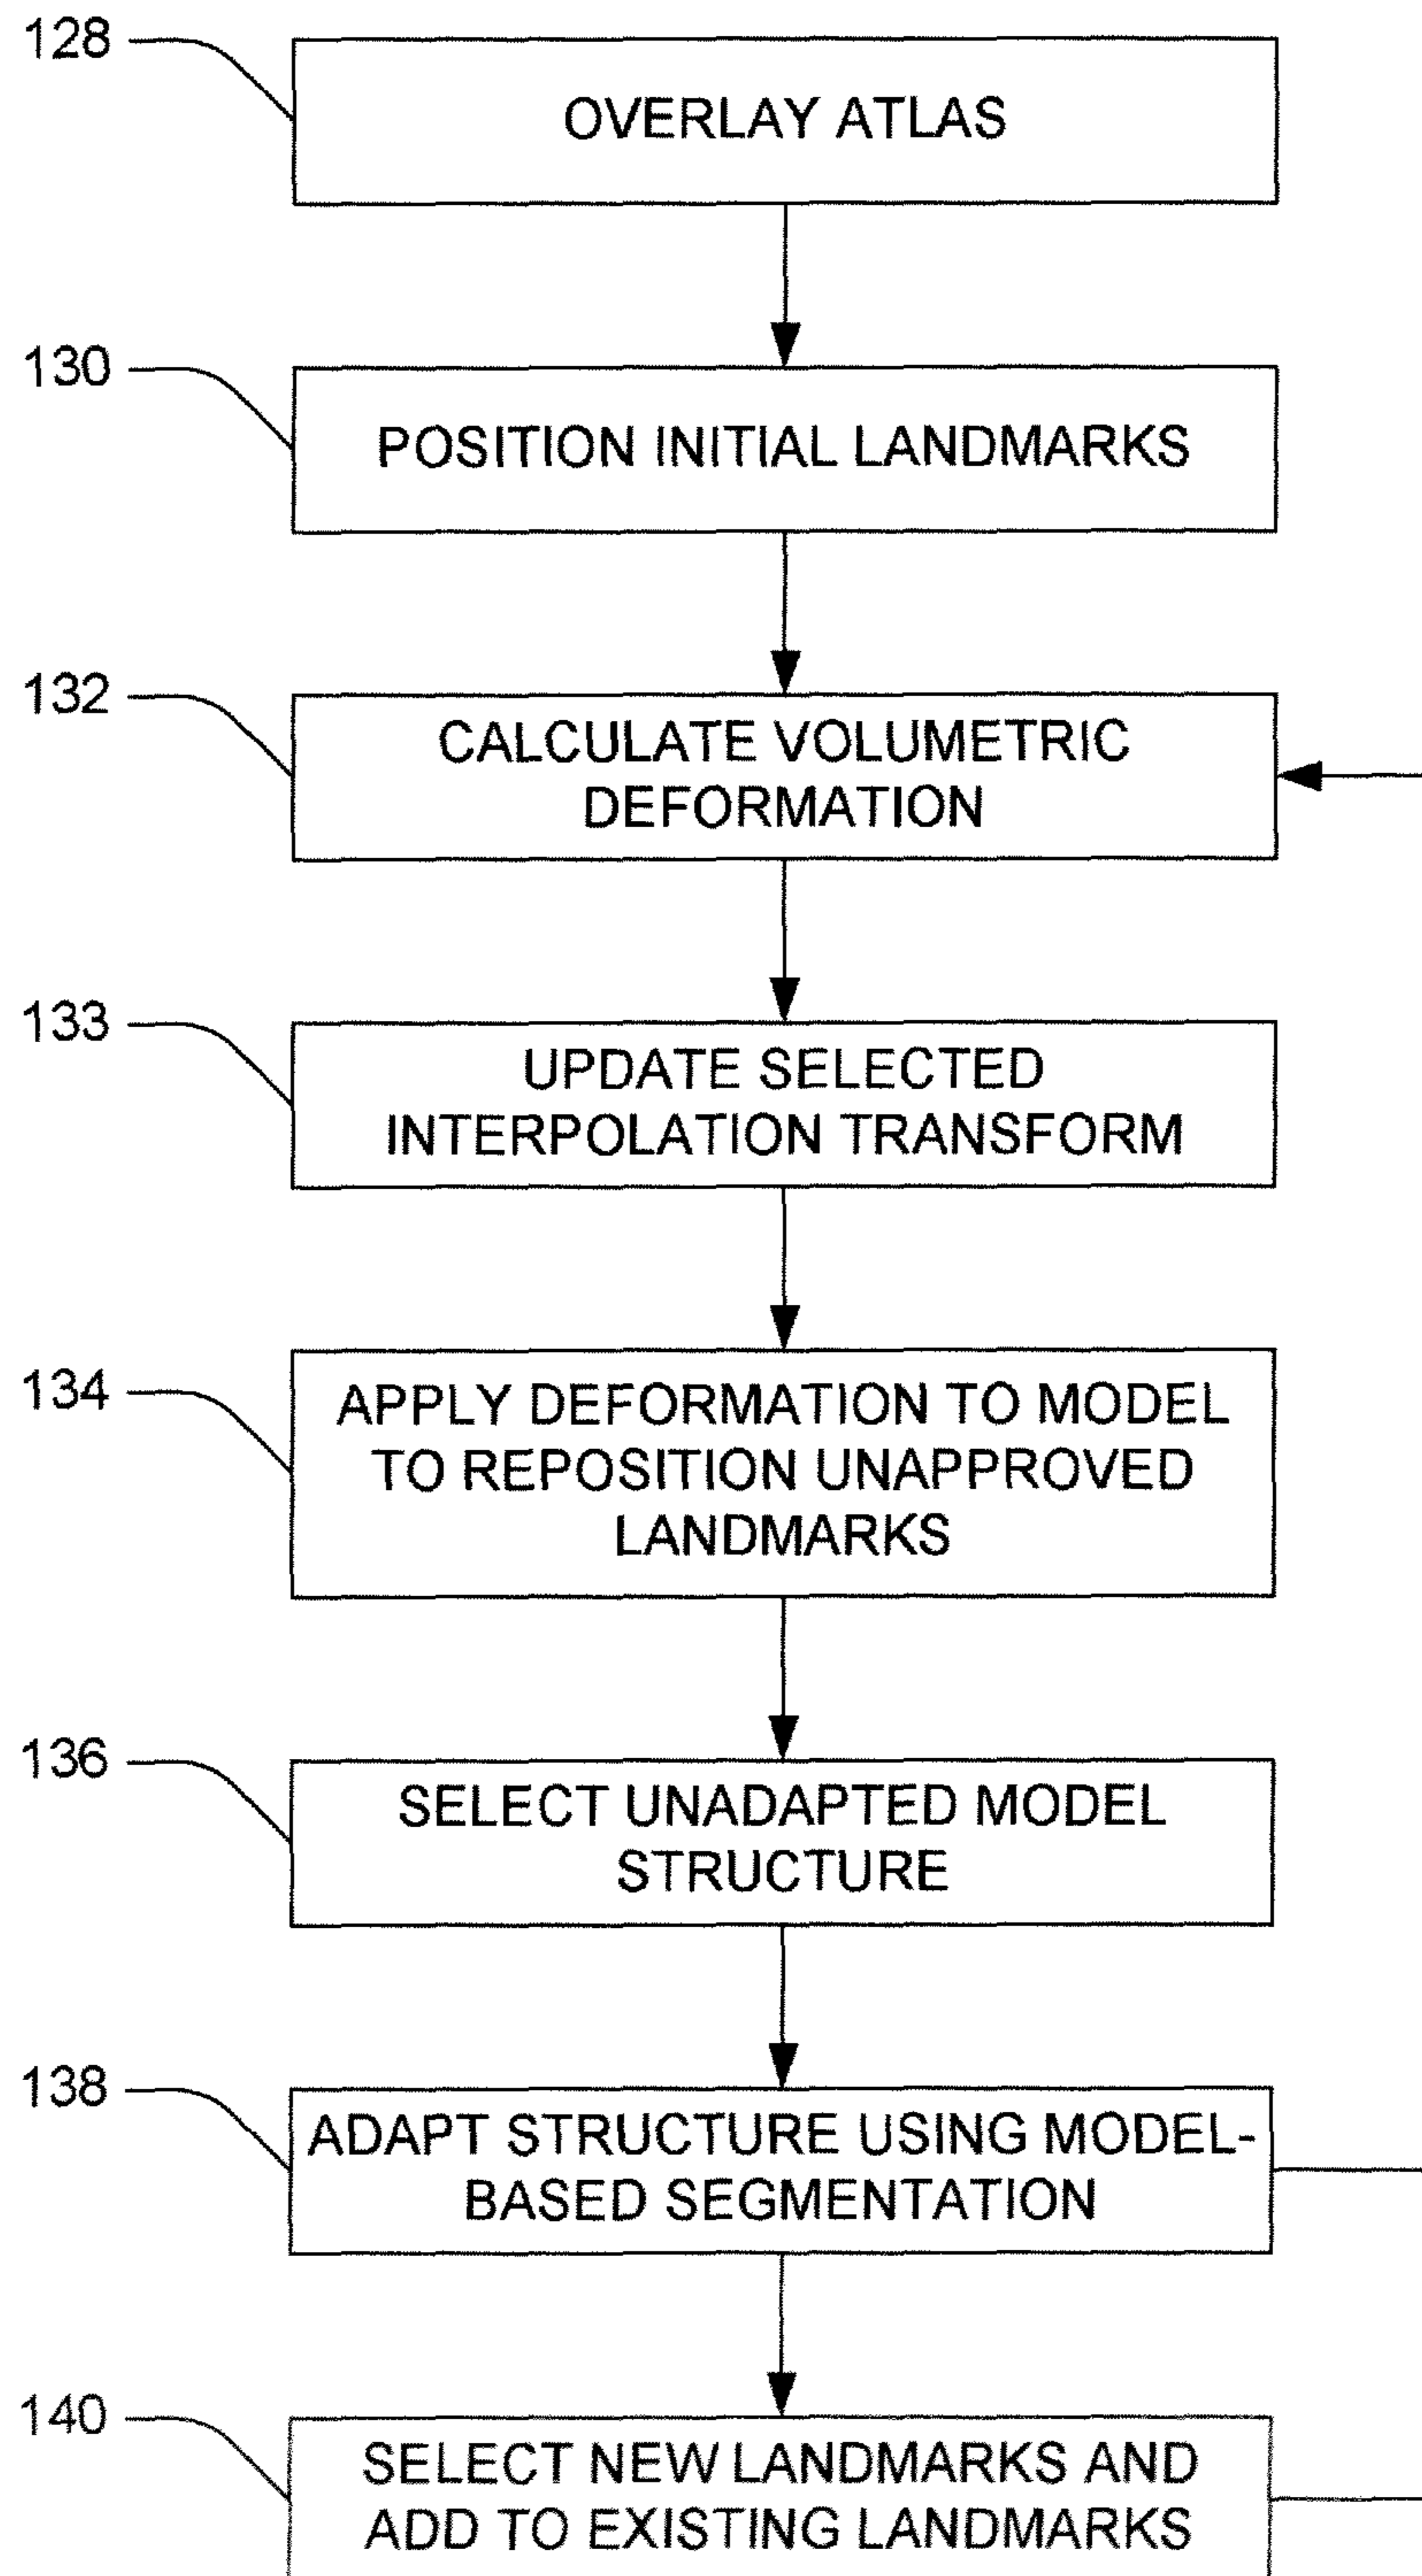 128
OVERLAY ATLAS
130
POSITION INITIAL LANDMARKS
132
CALCULATE VOLUMETRIC
DEFORMATION
133
UPDATE SELECTED
INTERPOLATION TRANSFORM
134
APPLY DEFORMATION TO MODEL
TO REPOSITION UNAPPROVED
LANDMARKS
136
SELECT UNADAPTED MODEL
STRUCTURE
138
ADAPT STRUCTURE USING MODEL-
BASED SEGMENTATION
140
SELECT NEW LANDMARKS AND
ADD TO EXISTING LANDMARKS